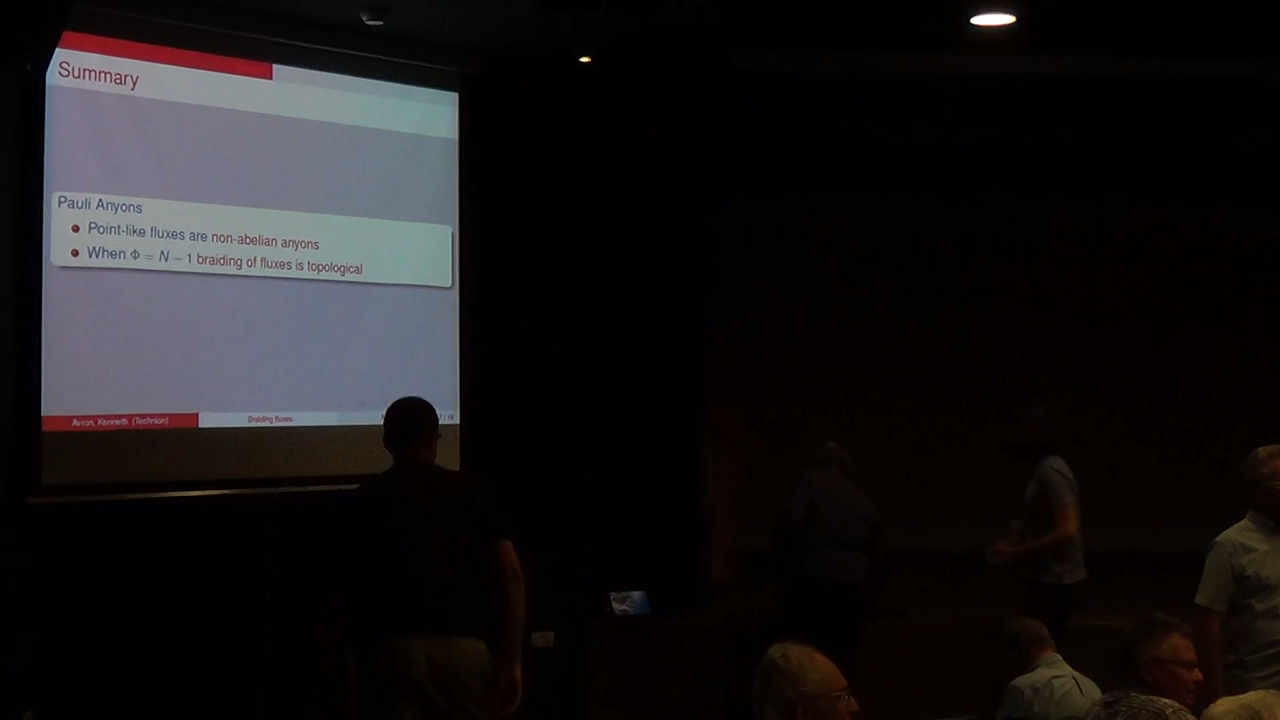 Summary
Pauli Anyons
Point-like fluxes are non-abelian anyons
When Φ = N − 1 braiding of fluxes is topological
Avron, Kenneth (Technion)
Braiding fluxes